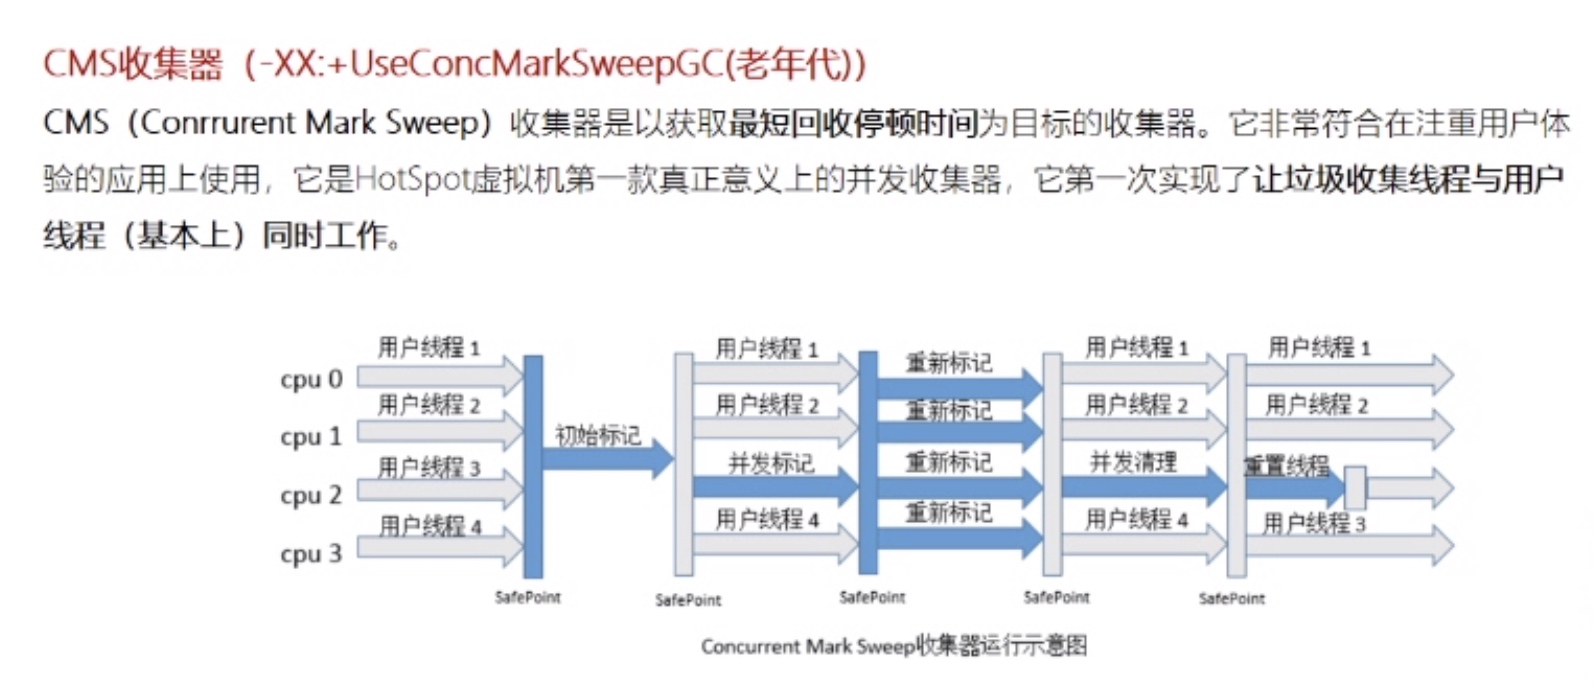 CMS收集器（-XX:+UseConcMarkSweepGC(老年代)）
CMS（Conrrurent Mark Sweep）收集器是以获取最短回收停顿时间为目标的收集器。它非常符合在注重用户体
验的应用上使用，它是HotSpot虚拟机第一款真正意义上的并发收集器，它第一次实现了让垃圾收集线程与用户
线程（基本上）同时工作。
用户线程 1 用户线程 1 重新标记 用户线程 1 用户线程 1
cpu 0
用户线程 2 用户线程 2 重新标记 用户线程 2 用户线程 2
cpu 1 初始标记
用户线程 3 并发标记 重新标记 并发清理 重置线程
cpu 2
用户线程 4 用户线程 4 重新标记 用户线程 4 用户线程 3
cpu 3
SafePoint SafePoint SafePoint SafePoint SafePoint
Concurrent Mark Sweep收集器运行示意图